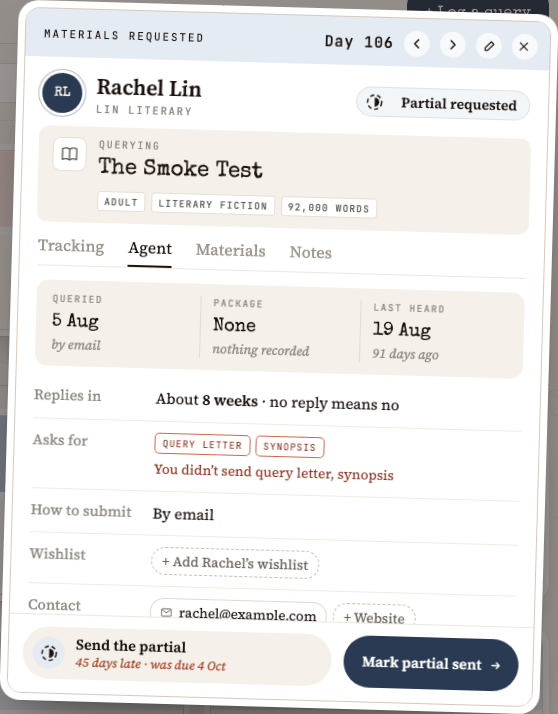 + Log a query
MATERIALS REQUESTED
Day 106
RL
Rachel Lin
LIN LITERARY
Partial requested
QUERYING
The Smoke Test
ADULT
LITERARY FICTION
92,000 WORDS
Tracking
Agent
Materials
Notes
QUERIED
5 Aug
by email
PACKAGE
None
nothing recorded
LAST HEARD
19 Aug
91 days ago
Replies in
About 8 weeks · no reply means no
Asks for
QUERY LETTER
SYNOPSIS
You didn’t send query letter, synopsis
How to submit
By email
Wishlist
+ Add Rachel’s wishlist
Contact
rachel@example.com
+ Website
Send the partial
45 days late · was due 4 Oct
Mark partial sent →